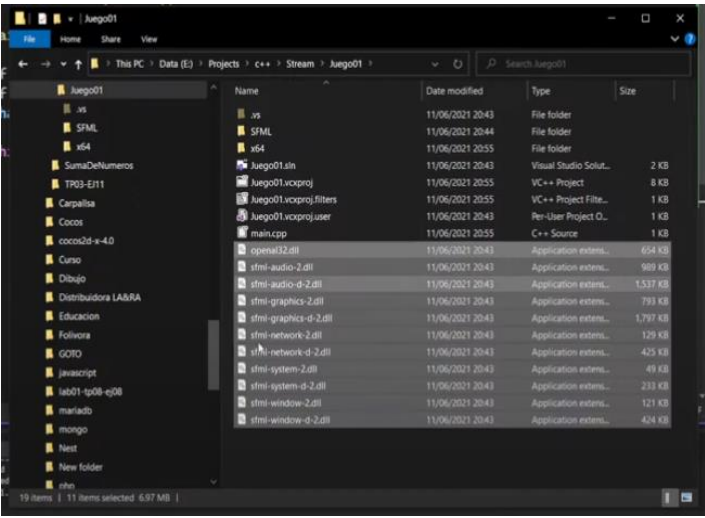 Juego01
File Home Share View
This PC > Data (E:) > Projects > c++ > Stream > Juego01 >
Search Juego01
Juego01
.vs
SFML
x64
SumaDeNumeros
TP03-EJ11
Carpalisa
Cocos
cocos2d-x-4.0
Curso
Dibujo
Distribuidora LA&RA
Educacion
Folivora
GOTO
javascript
lab01-tp08-ej08
mariadb
mongo
Nest
New folder
php
Name Date modified Type Size
.vs 11/06/2021 20:43 File folder
SFML 11/06/2021 20:44 File folder
x64 11/06/2021 20:55 File folder
Juego01.sln 11/06/2021 20:43 Visual Studio Solut... 2 KB
Juego01.vcxproj 11/06/2021 20:55 VC++ Project 8 KB
Juego01.vcxproj.filters 11/06/2021 20:55 VC++ Project Filte... 1 KB
Juego01.vcxproj.user 11/06/2021 20:43 Per-User Project O... 1 KB
main.cpp 11/06/2021 20:55 C++ Source 1 KB
openal32.dll 11/06/2021 20:43 Application extens... 654 KB
sfml-audio-2.dll 11/06/2021 20:43 Application extens... 989 KB
sfml-audio-d-2.dll 11/06/2021 20:43 Application extens... 1,537 KB
sfml-graphics-2.dll 11/06/2021 20:43 Application extens... 793 KB
sfml-graphics-d-2.dll 11/06/2021 20:43 Application extens... 1,797 KB
sfml-network-2.dll 11/06/2021 20:43 Application extens... 129 KB
sfml-network-d-2.dll 11/06/2021 20:43 Application extens... 425 KB
sfml-system-2.dll 11/06/2021 20:43 Application extens... 49 KB
sfml-system-d-2.dll 11/06/2021 20:43 Application extens... 233 KB
sfml-window-2.dll 11/06/2021 20:43 Application extens... 121 KB
sfml-window-d-2.dll 11/06/2021 20:43 Application extens... 424 KB
19 items | 11 items selected 6.97 MB |